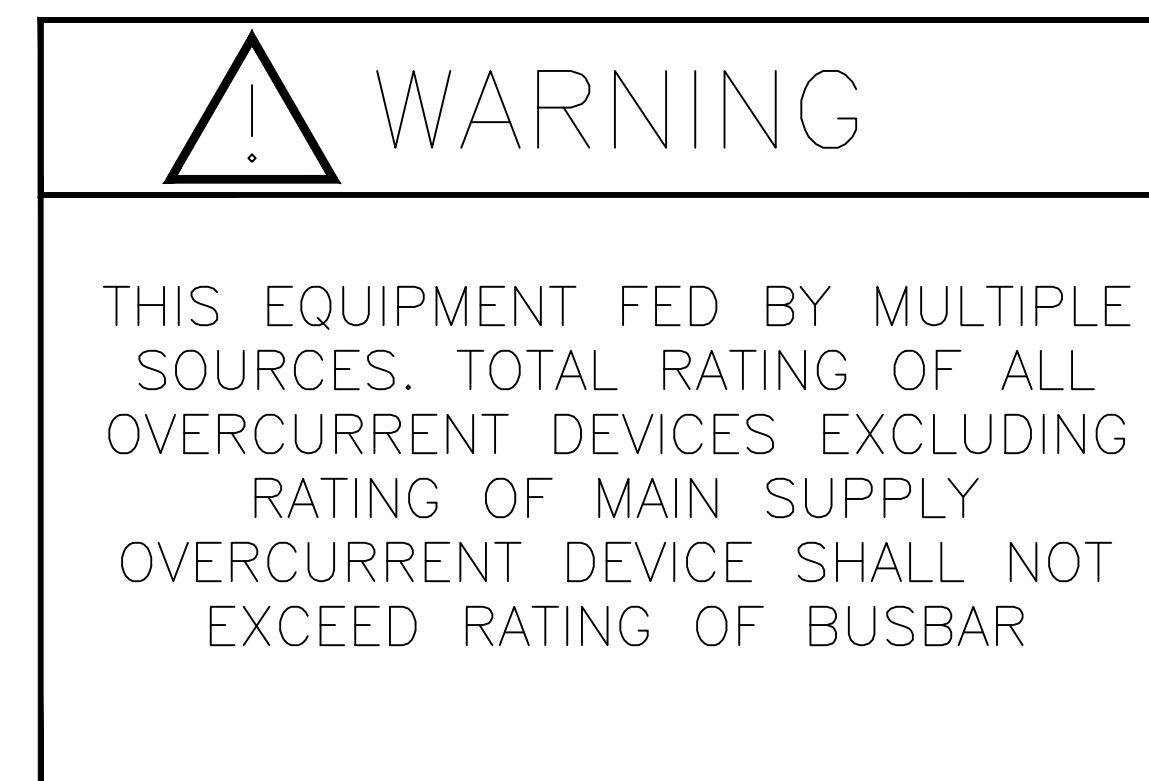 WARNING
THIS EQUIPMENT FED BY MULTIPLE
SOURCES. TOTAL RATING OF ALL
OVERCURRENT DEVICES EXCLUDING
RATING OF MAIN SUPPLY
OVERCURRENT DEVICE SHALL NOT
EXCEED RATING OF BUSBAR